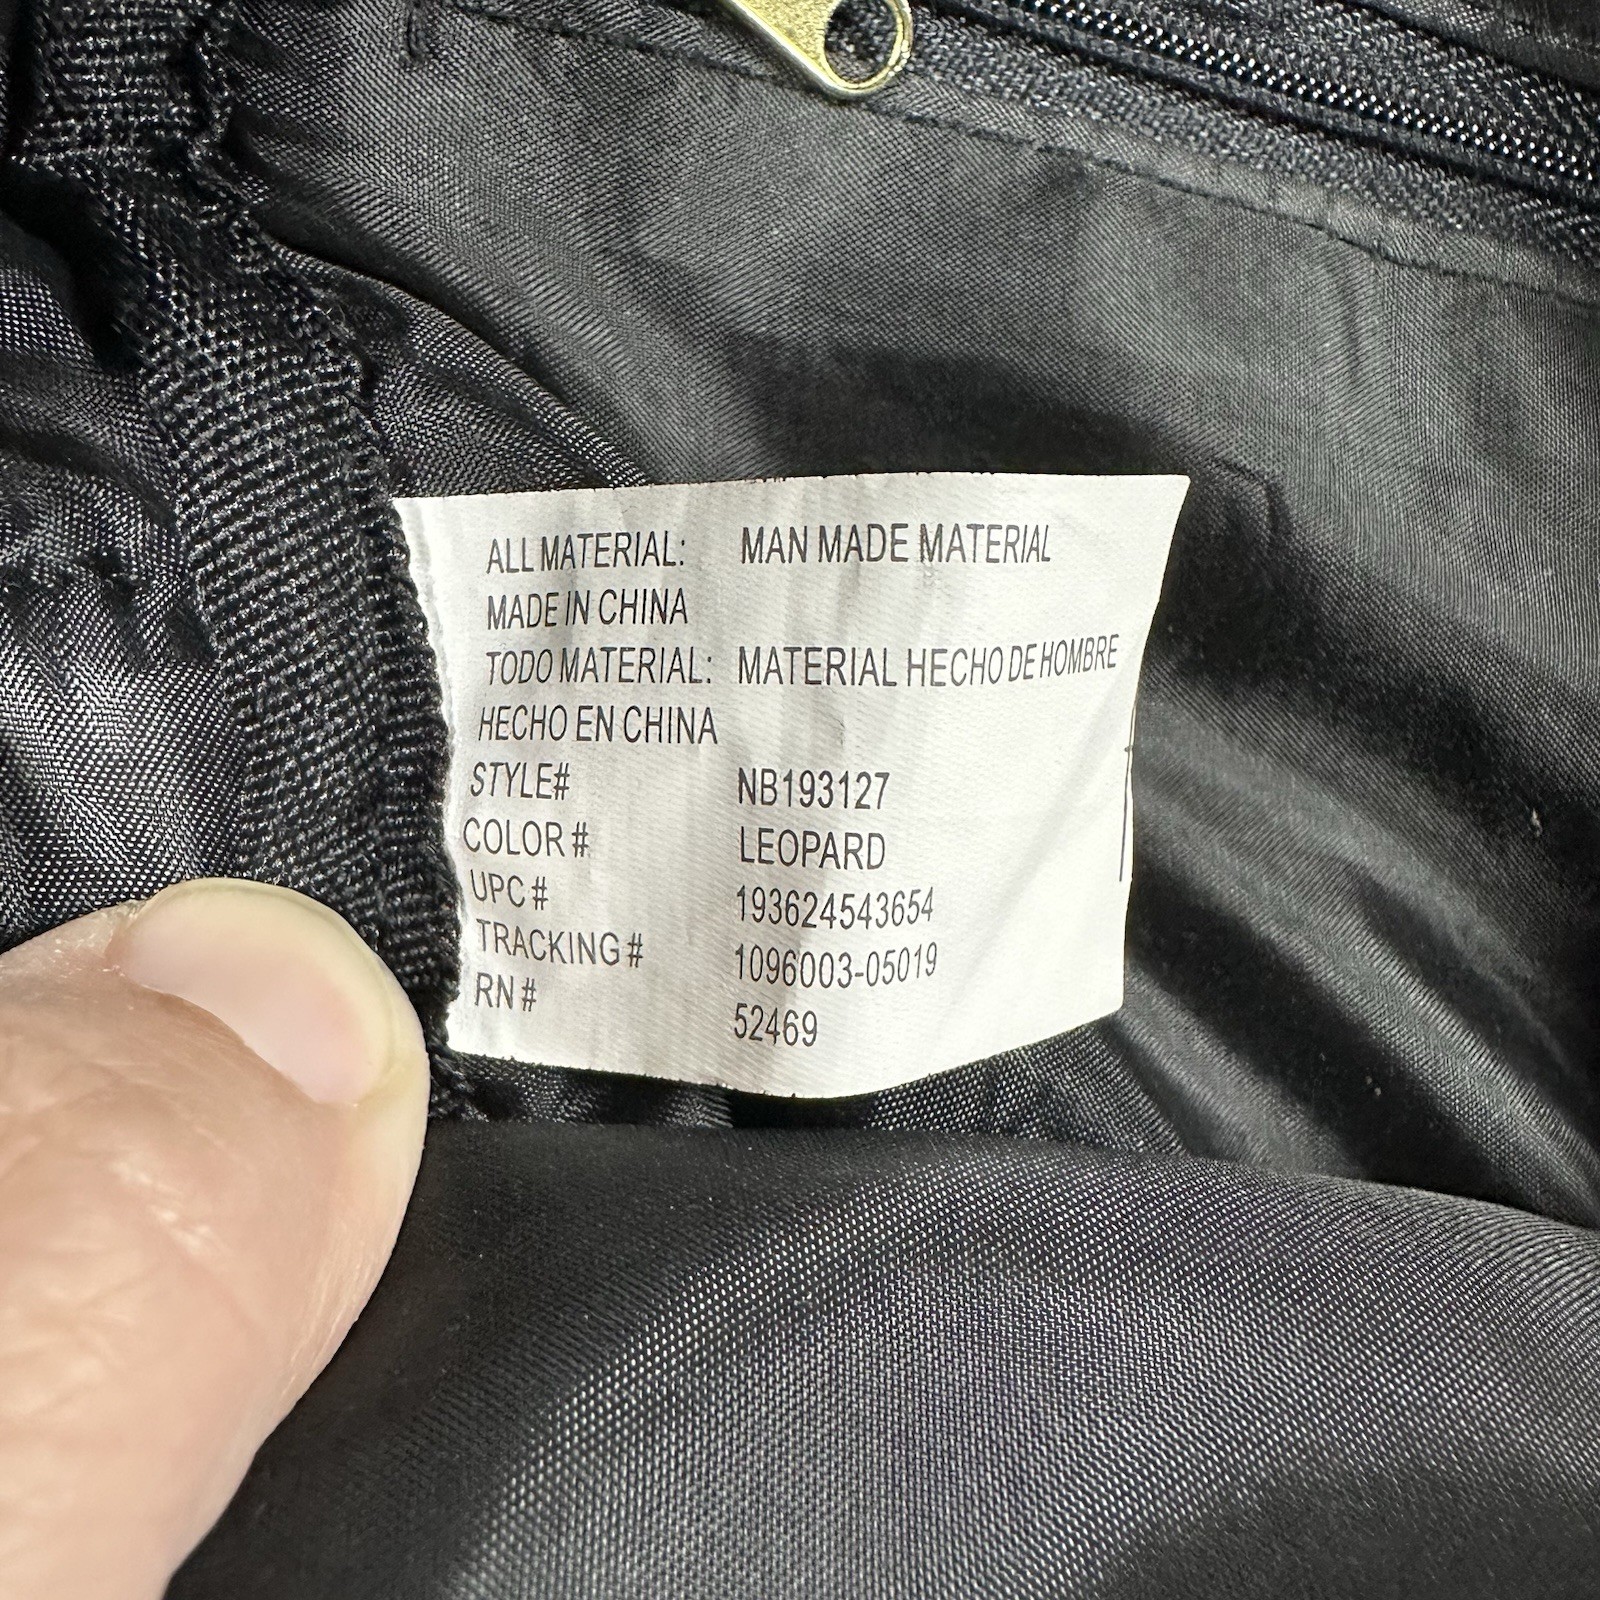 ALL MATERIAL: MAN MADE MATERIAL
MADE IN CHINA
TODO MATERIAL: MATERIAL HECHO DE HOMBRE
HECHO EN CHINA
STYLE# NB193127
COLOR # LEOPARD
UPC # 193624543654
TRACKING # 1096003-05019
RN # 52469